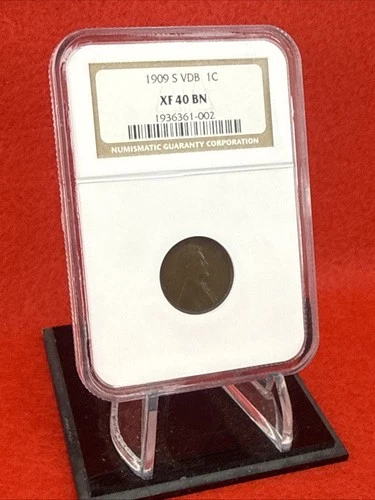 1909 S VDB 1C
XF 40 BN
1936361-002
NUMISMATIC GUARANTY CORPORATION